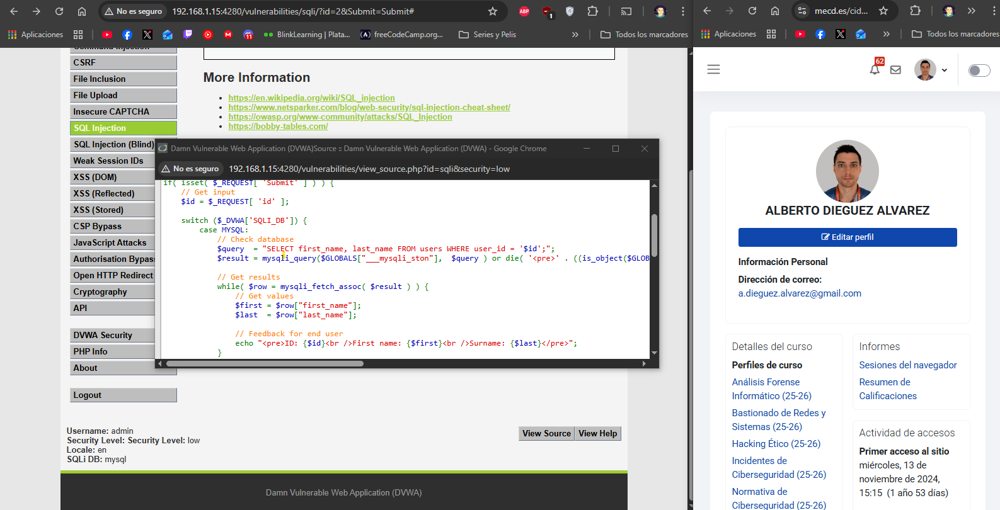 No es seguro
192.168.1.15:4280/vulnerabilities/sqli/?id=2&Submit=Submit#
ABP
1
Aplicaciones
11
BlinkLearning | Plata...
freeCodeCamp.org...
Series y Pelis
»
Todos los marcadores
Command Injection
CSRF
File Inclusion
File Upload
Insecure CAPTCHA
SQL Injection
SQL Injection (Blind)
Weak Session IDs
XSS (DOM)
XSS (Reflected)
XSS (Stored)
CSP Bypass
JavaScript Attacks
Authorisation Bypass
Open HTTP Redirect
Cryptography
API
DVWA Security
PHP Info
About
Logout
More Information
https://en.wikipedia.org/wiki/SQL_injection
https://www.netsparker.com/blog/web-security/sql-injection-cheat-sheet/
https://owasp.org/www-community/attacks/SQL_Injection
https://bobby-tables.com/
Damn Vulnerable Web Application (DVWA)Source :: Damn Vulnerable Web Application (DVWA) - Google Chrome
No es seguro
192.168.1.15:4280/vulnerabilities/view_source.php?id=sqli&security=low
if( isset( $_REQUEST[ 'Submit' ] ) ) {
// Get input
$id = $_REQUEST[ 'id' ];
switch ($_DVWA['SQLI_DB']) {
case MYSQL:
// Check database
$query  = "SELECT first_name, last_name FROM users WHERE user_id = '$id';";
$result = mysqli_query($GLOBALS["___mysqli_ston"],  $query ) or die( '<pre>' . ((is_object($GLOB
// Get results
while( $row = mysqli_fetch_assoc( $result ) ) {
// Get values
$first = $row["first_name"];
$last  = $row["last_name"];
// Feedback for end user
echo "<pre>ID: {$id}<br />First name: {$first}<br />Surname: {$last}</pre>";
}
Username: admin
Security Level: Security Level: low
Locale: en
SQLi DB: mysql
View Source
View Help
Damn Vulnerable Web Application (DVWA)
mecd.es/cid...
»
Aplicaciones
»
Todos los marcadores
62
ALBERTO DIEGUEZ ALVAREZ
Editar perfil
Información Personal
Dirección de correo:
a.dieguez.alvarez@gmail.com
Detalles del curso
Perfiles de curso
Análisis Forense
Informático (25-26)
Bastionado de Redes y
Sistemas (25-26)
Hacking Ético (25-26)
Incidentes de
Ciberseguridad (25-26)
Normativa de
Ciberseguridad (25-26)
Informes
Sesiones del navegador
Resumen de
Calificaciones
Actividad de accesos
Primer acceso al sitio
miércoles, 13 de
noviembre de 2024,
15:15  (1 año 53 días)